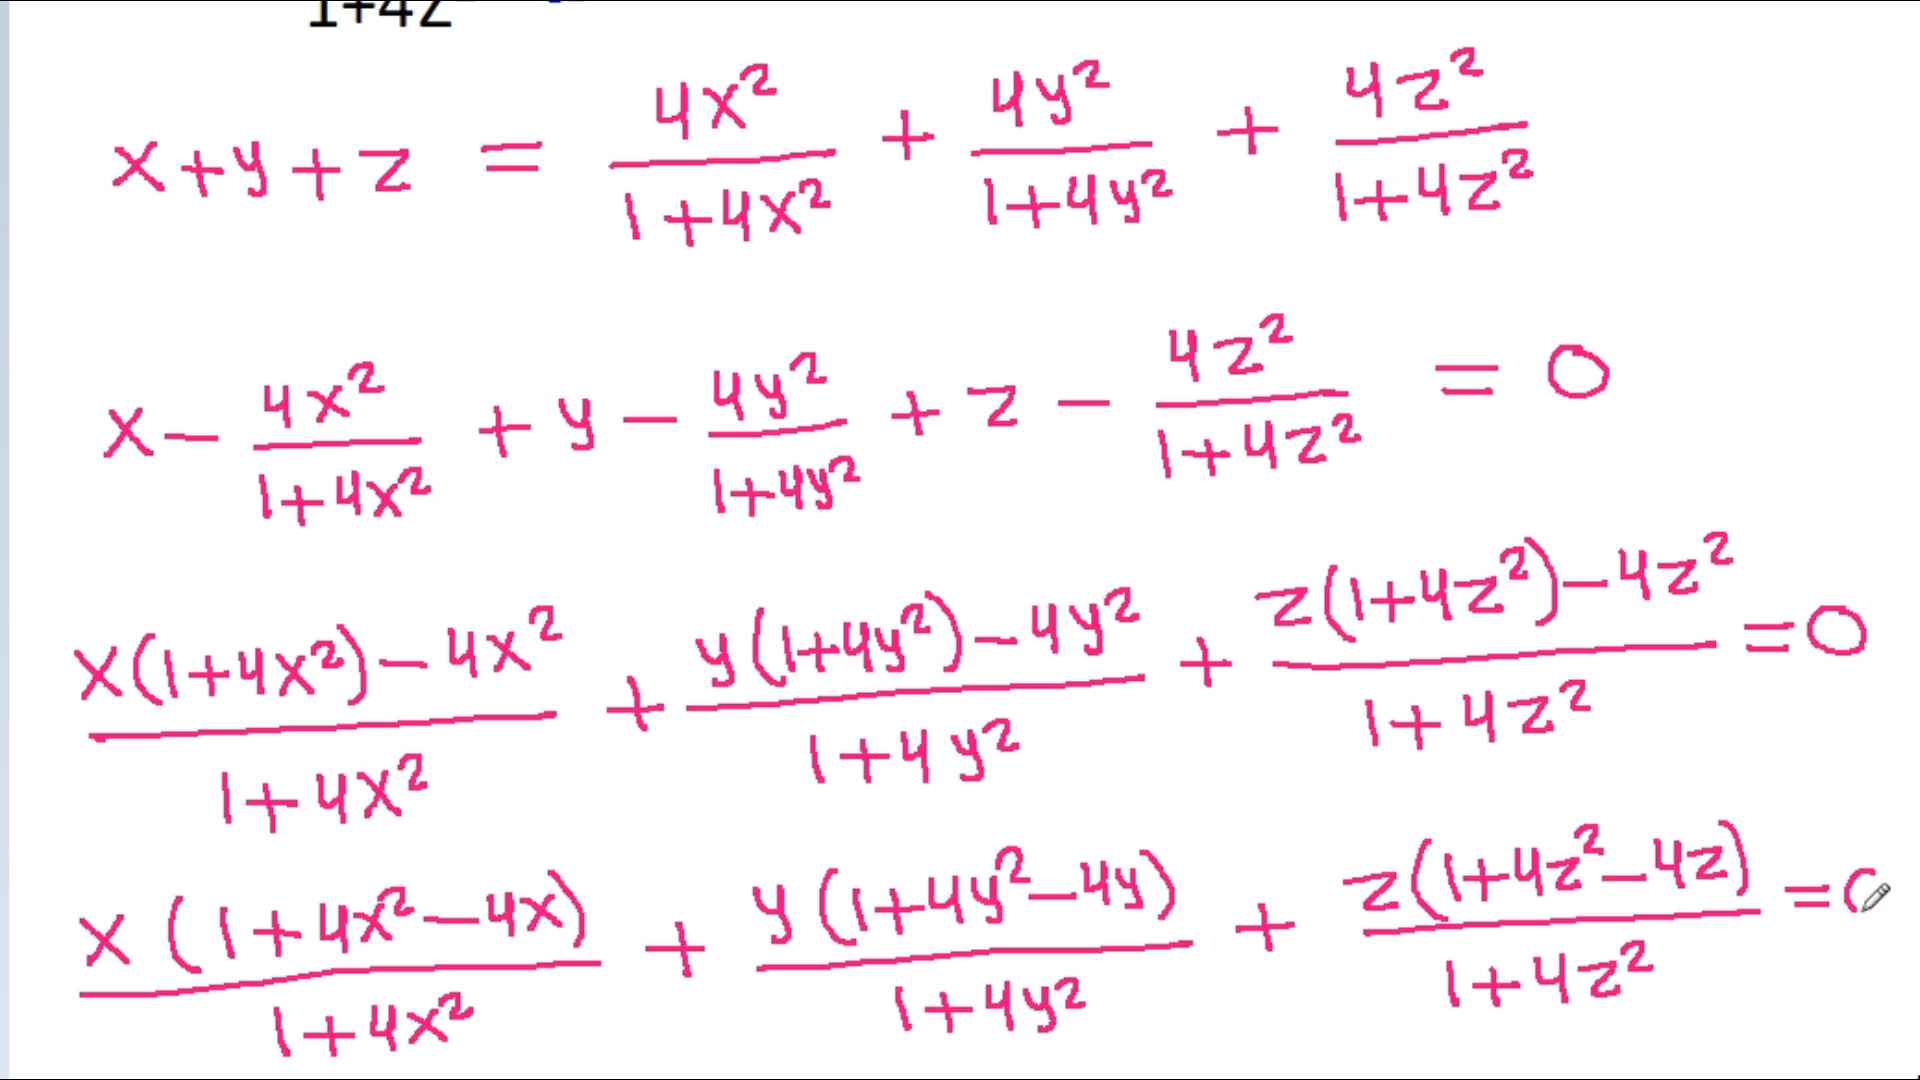 1+4z
x+y+z = 4x²/(1+4x²) + 4y²/(1+4y²) + 4z²/(1+4z²)
x - 4x²/(1+4x²) + y - 4y²/(1+4y²) + z - 4z²/(1+4z²) = 0
(x(1+4x²)-4x²)/(1+4x²) + (y(1+4y²)-4y²)/(1+4y²) + (z(1+4z²)-4z²)/(1+4z²) = 0
x(1+4x²-4x)/(1+4x²) + y(1+4y²-4y)/(1+4y²) + z(1+4z²-4z)/(1+4z²) =